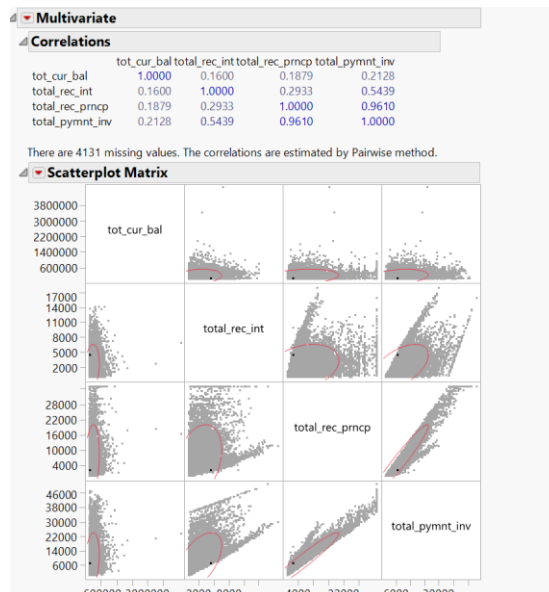 Multivariate
Correlations
tot_cur_bal total_rec_int total_rec_prncp total_pymnt_inv
tot_cur_bal 1.0000 0.1600 0.1879 0.2128
total_rec_int 0.1600 1.0000 0.2933 0.5439
total_rec_prncp 0.1879 0.2933 1.0000 0.9610
total_pymnt_inv 0.2128 0.5439 0.9610 1.0000
There are 4131 missing values. The correlations are estimated by Pairwise method.
Scatterplot Matrix
3800000
3000000
2200000
1400000
600000
tot_cur_bal
17000
14000
11000
8000
5000
2000
total_rec_int
28000
22000
16000
10000
4000
total_rec_prncp
46000
38000
30000
22000
14000
6000
total_pymnt_inv